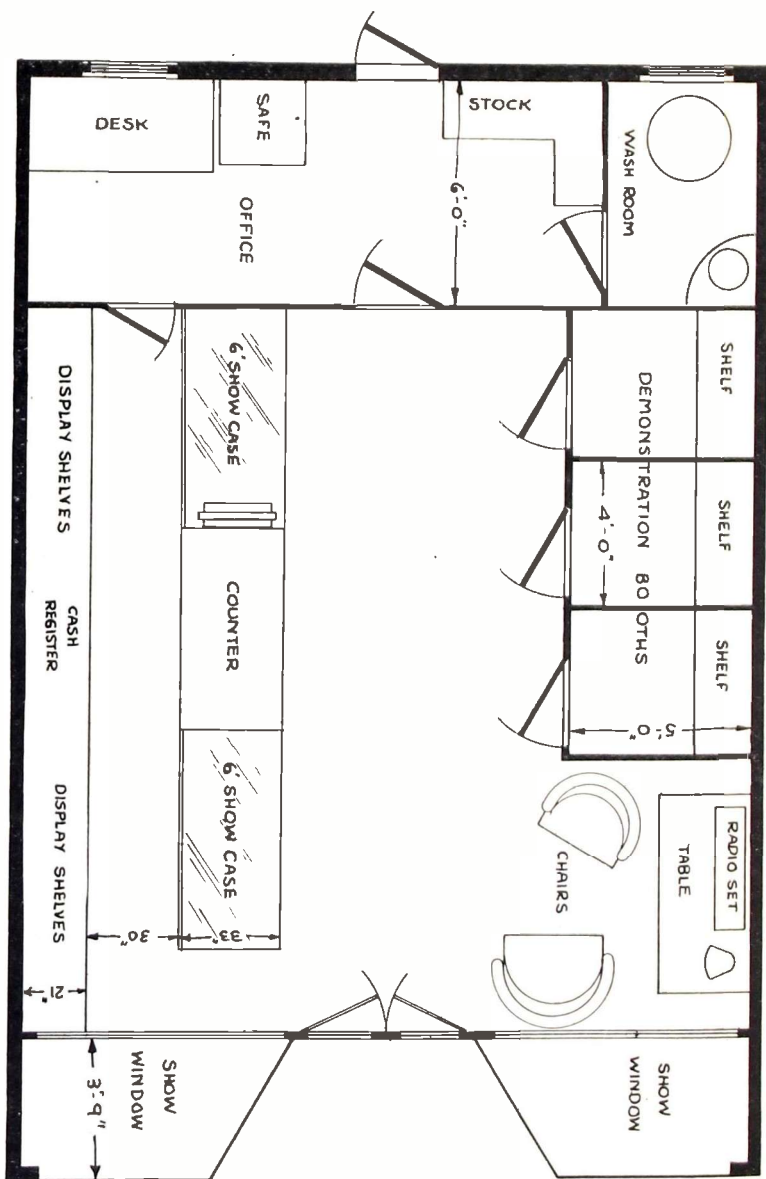 DESK
SAFE
STOCK
WASH ROOM
6'-0"
OFFICE
6' SHOW CASE
SHELF
DEMONSTRATION BOOTHS
SHELF
4'-0"
SHELF
5'-0"
DISPLAY SHELVES
CASH
REGISTER
COUNTER
DISPLAY SHELVES
6' SHOW CASE
CHAIRS
TABLE
RADIO SET
21"
30"
33"
SHOW
WINDOW
3'-9"
SHOW
WINDOW